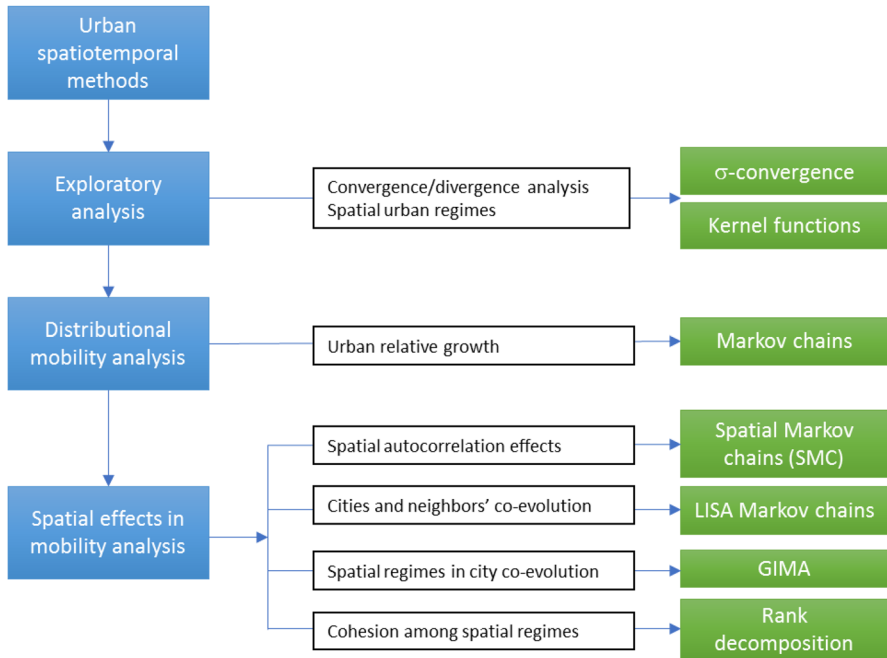 Urban
spatiotemporal
methods
Exploratory
analysis
Convergence/divergence analysis
Spatial urban regimes
σ-convergence
Kernel functions
Distributional
mobility analysis
Urban relative growth
Markov chains
Spatial effects in
mobility analysis
Spatial autocorrelation effects
Spatial Markov
chains (SMC)
Cities and neighbors’ co-evolution
LISA Markov chains
Spatial regimes in city co-evolution
GIMA
Cohesion among spatial regimes
Rank
decomposition